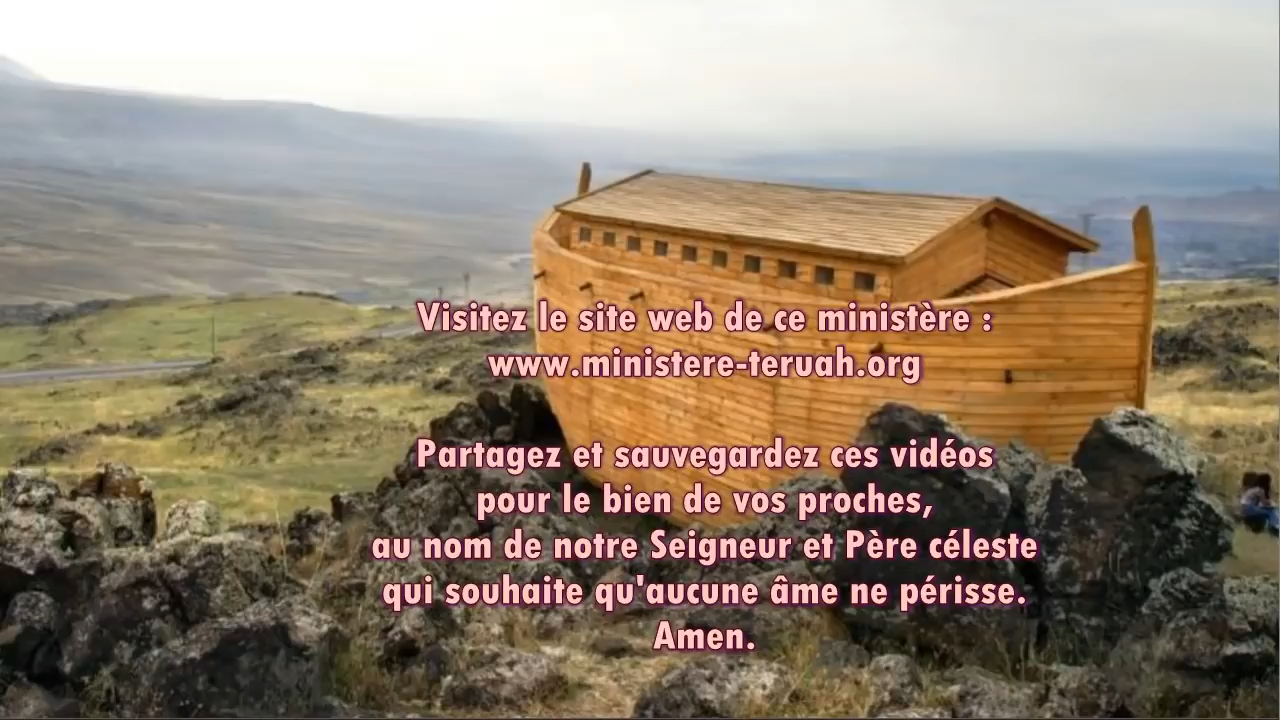 Visitez le site web de ce ministère :
www.ministere-teruah.org
Partagez et sauvegardez ces vidéos
pour le bien de vos proches,
au nom de notre Seigneur et Père céleste
qui souhaite qu'aucune âme ne périsse.
Amen.